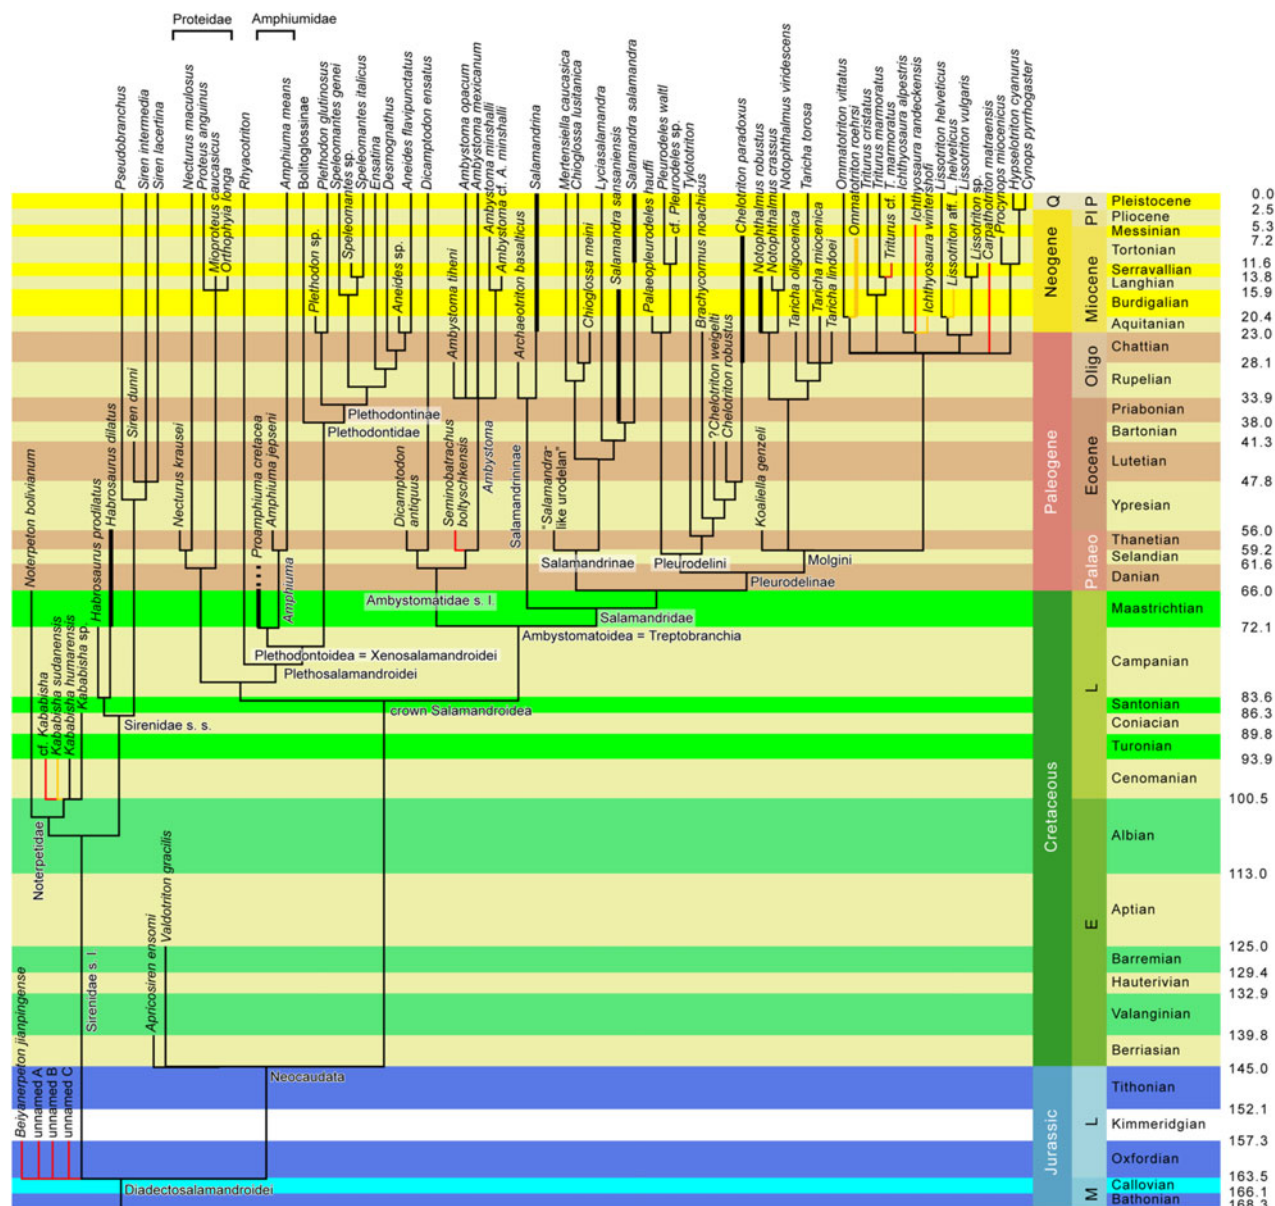 Proteidae
Amphiumidae
Pseudobranchus
Siren intermedia
Siren lacertina
Necturus maculosus
Proteus anguinus
Mioproteus caucasicus
Orthophyia longa
Rhyacotriton
Amphiuma means
Bolitoglossinae
Plethodon sp.
Plethodon glutinosus
Speleomantes genei
Speleomantes sp.
Speleomantes italicus
Ensatina
Desmognathus
Aneides sp.
Aneides flavipunctatus
Dicamptodon ensatus
Ambystoma tiheni
Ambystoma opacum
Ambystoma mexicanum
Ambystoma minshalli
Ambystoma cf. A. minshalli
Archaeotriton basalticus
Salamandrina
Mertensiella caucasica
Chioglossa lusitanica
Chioglossa meini
Lyciasalamandra
Salamandra sansaniensis
Salamandra salamandra
Palaeopleurodeles hauffi
Pleurodeles waltl
cf. Pleurodeles sp.
Tylototriton
Brachycormus noachicus
?Chelotriton weigelti
Chelotriton robustus
Chelotriton paradoxus
Notophthalmus robustus
Notophthalmus crassus
Notophthalmus viridescens
Taricha oligocenica
Taricha torosa
Taricha miocenica
Taricha lindoei
Ommatotriton vittatus
Ommatotriton roehrsi
Triturus cristatus
Triturus marmoratus
Triturus cf. T. marmoratus
Ichthyosaura alpestris
Ichthyosaura randeckensis
Ichthyosaura wintershofi
Lissotriton helveticus
Lissotriton aff. L. helveticus
Lissotriton vulgaris
Lissotriton sp
Carpathotriton matraensis
Procynops miocenicus
Hypselotriton cyanurus
Cynops pyrrhogaster
Noterpeton bolivianum
cf. Kababisha
Kababisha sudanensis
Kababisha humarensis
Kababisha sp.
Habrosaurus prodilatus
Habrosaurus dilatus
Siren dunni
Necturus krausei
Proamphiuma cretacea
Amphiuma jepseni
Amphiuma
Dicamptodon
antiquus
Seminobatrachus
boltyschkensis
Ambystoma
Salamandrininae
"Salamandra-
like urodelan"
Koaliella genzeli
Plethodontinae
Plethodontidae
Salamandrinae
Pleurodelini
Molgini
Pleurodelinae
Ambystomatidae s. l.
Salamandridae
Ambystomatoidea = Treptobranchia
Plethodontoidea = Xenosalamandroidei
Plethosalamandroidei
crown Salamandroidea
Sirenidae s. s.
Noterpetidae
Sirenidae s. l
Apricosiren ensomi
Valdotriton gracilis
Beiyanerpeton jianpingense
unnamed A
unnamed B
unnamed C
Neocaudata
Diadectosalamandroidei
Q
Neogene
Paleogene
Cretaceous
Jurassic
P
Pl
Miocene
Oligo
Eocene
Palaeo
L
E
L
M
Pleistocene
Pliocene
Messinian
Tortonian
Serravallian
Langhian
Burdigalian
Aquitanian
Chattian
Rupelian
Priabonian
Bartonian
Lutetian
Ypresian
Thanetian
Selandian
Danian
Maastrichtian
Campanian
Santonian
Coniacian
Turonian
Cenomanian
Albian
Aptian
Barremian
Hauterivian
Valanginian
Berriasian
Tithonian
Kimmeridgian
Oxfordian
Callovian
Bathonian
0.0
2.5
5.3
7.2
11.6
13.8
15.9
20.4
23.0
28.1
33.9
38.0
41.3
47.8
56.0
59.2
61.6
66.0
72.1
83.6
86.3
89.8
93.9
100.5
113.0
125.0
129.4
132.9
139.8
145.0
152.1
157.3
163.5
166.1
168.3